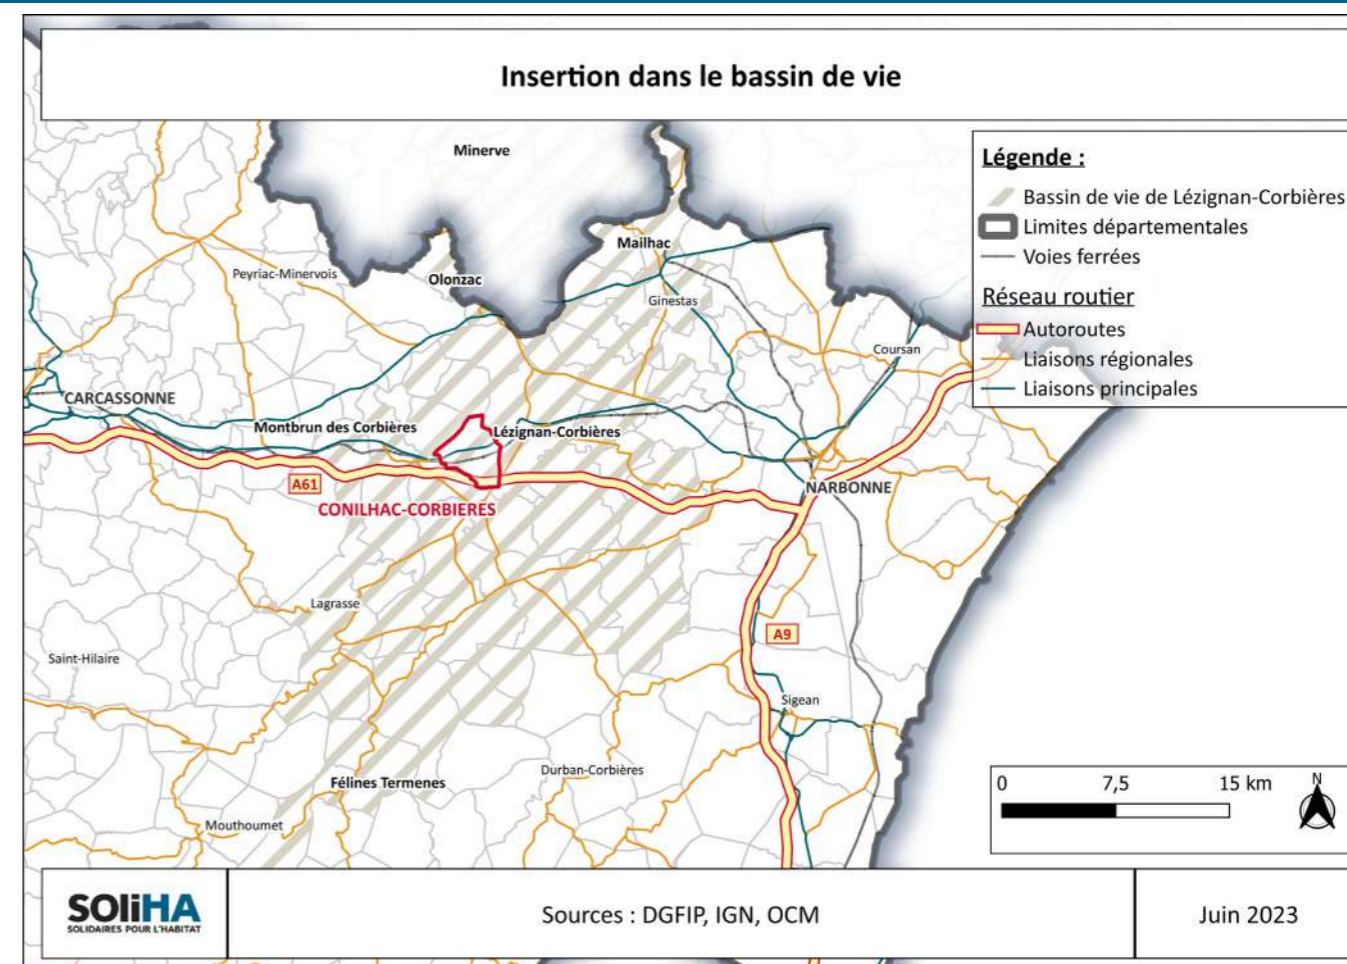 Insertion dans le bassin de vie
Minerve
Légende :
Bassin de vie de Lézignan-Corbières
Limites départementales
Voies ferrées
Réseau routier
Autoroutes
Liaisons régionales
Liaisons principales
Mailhac
Peyriac-Minervois
Olonzac
Ginestas
Coursan
CARCASSONNE
Montbrun des Corbières
Lézignan-Corbières
A61
NARBONNE
CONILHAC-CORBIERES
Lagrasse
A9
Saint-Hilaire
Sigean
Félines Termenes
Durban-Corbières
Mouthoumet
0 7,5 15 km
N
SOliHA
SOLIDAIRES POUR L'HABITAT
Sources : DGFIP, IGN, OCM
Juin 2023